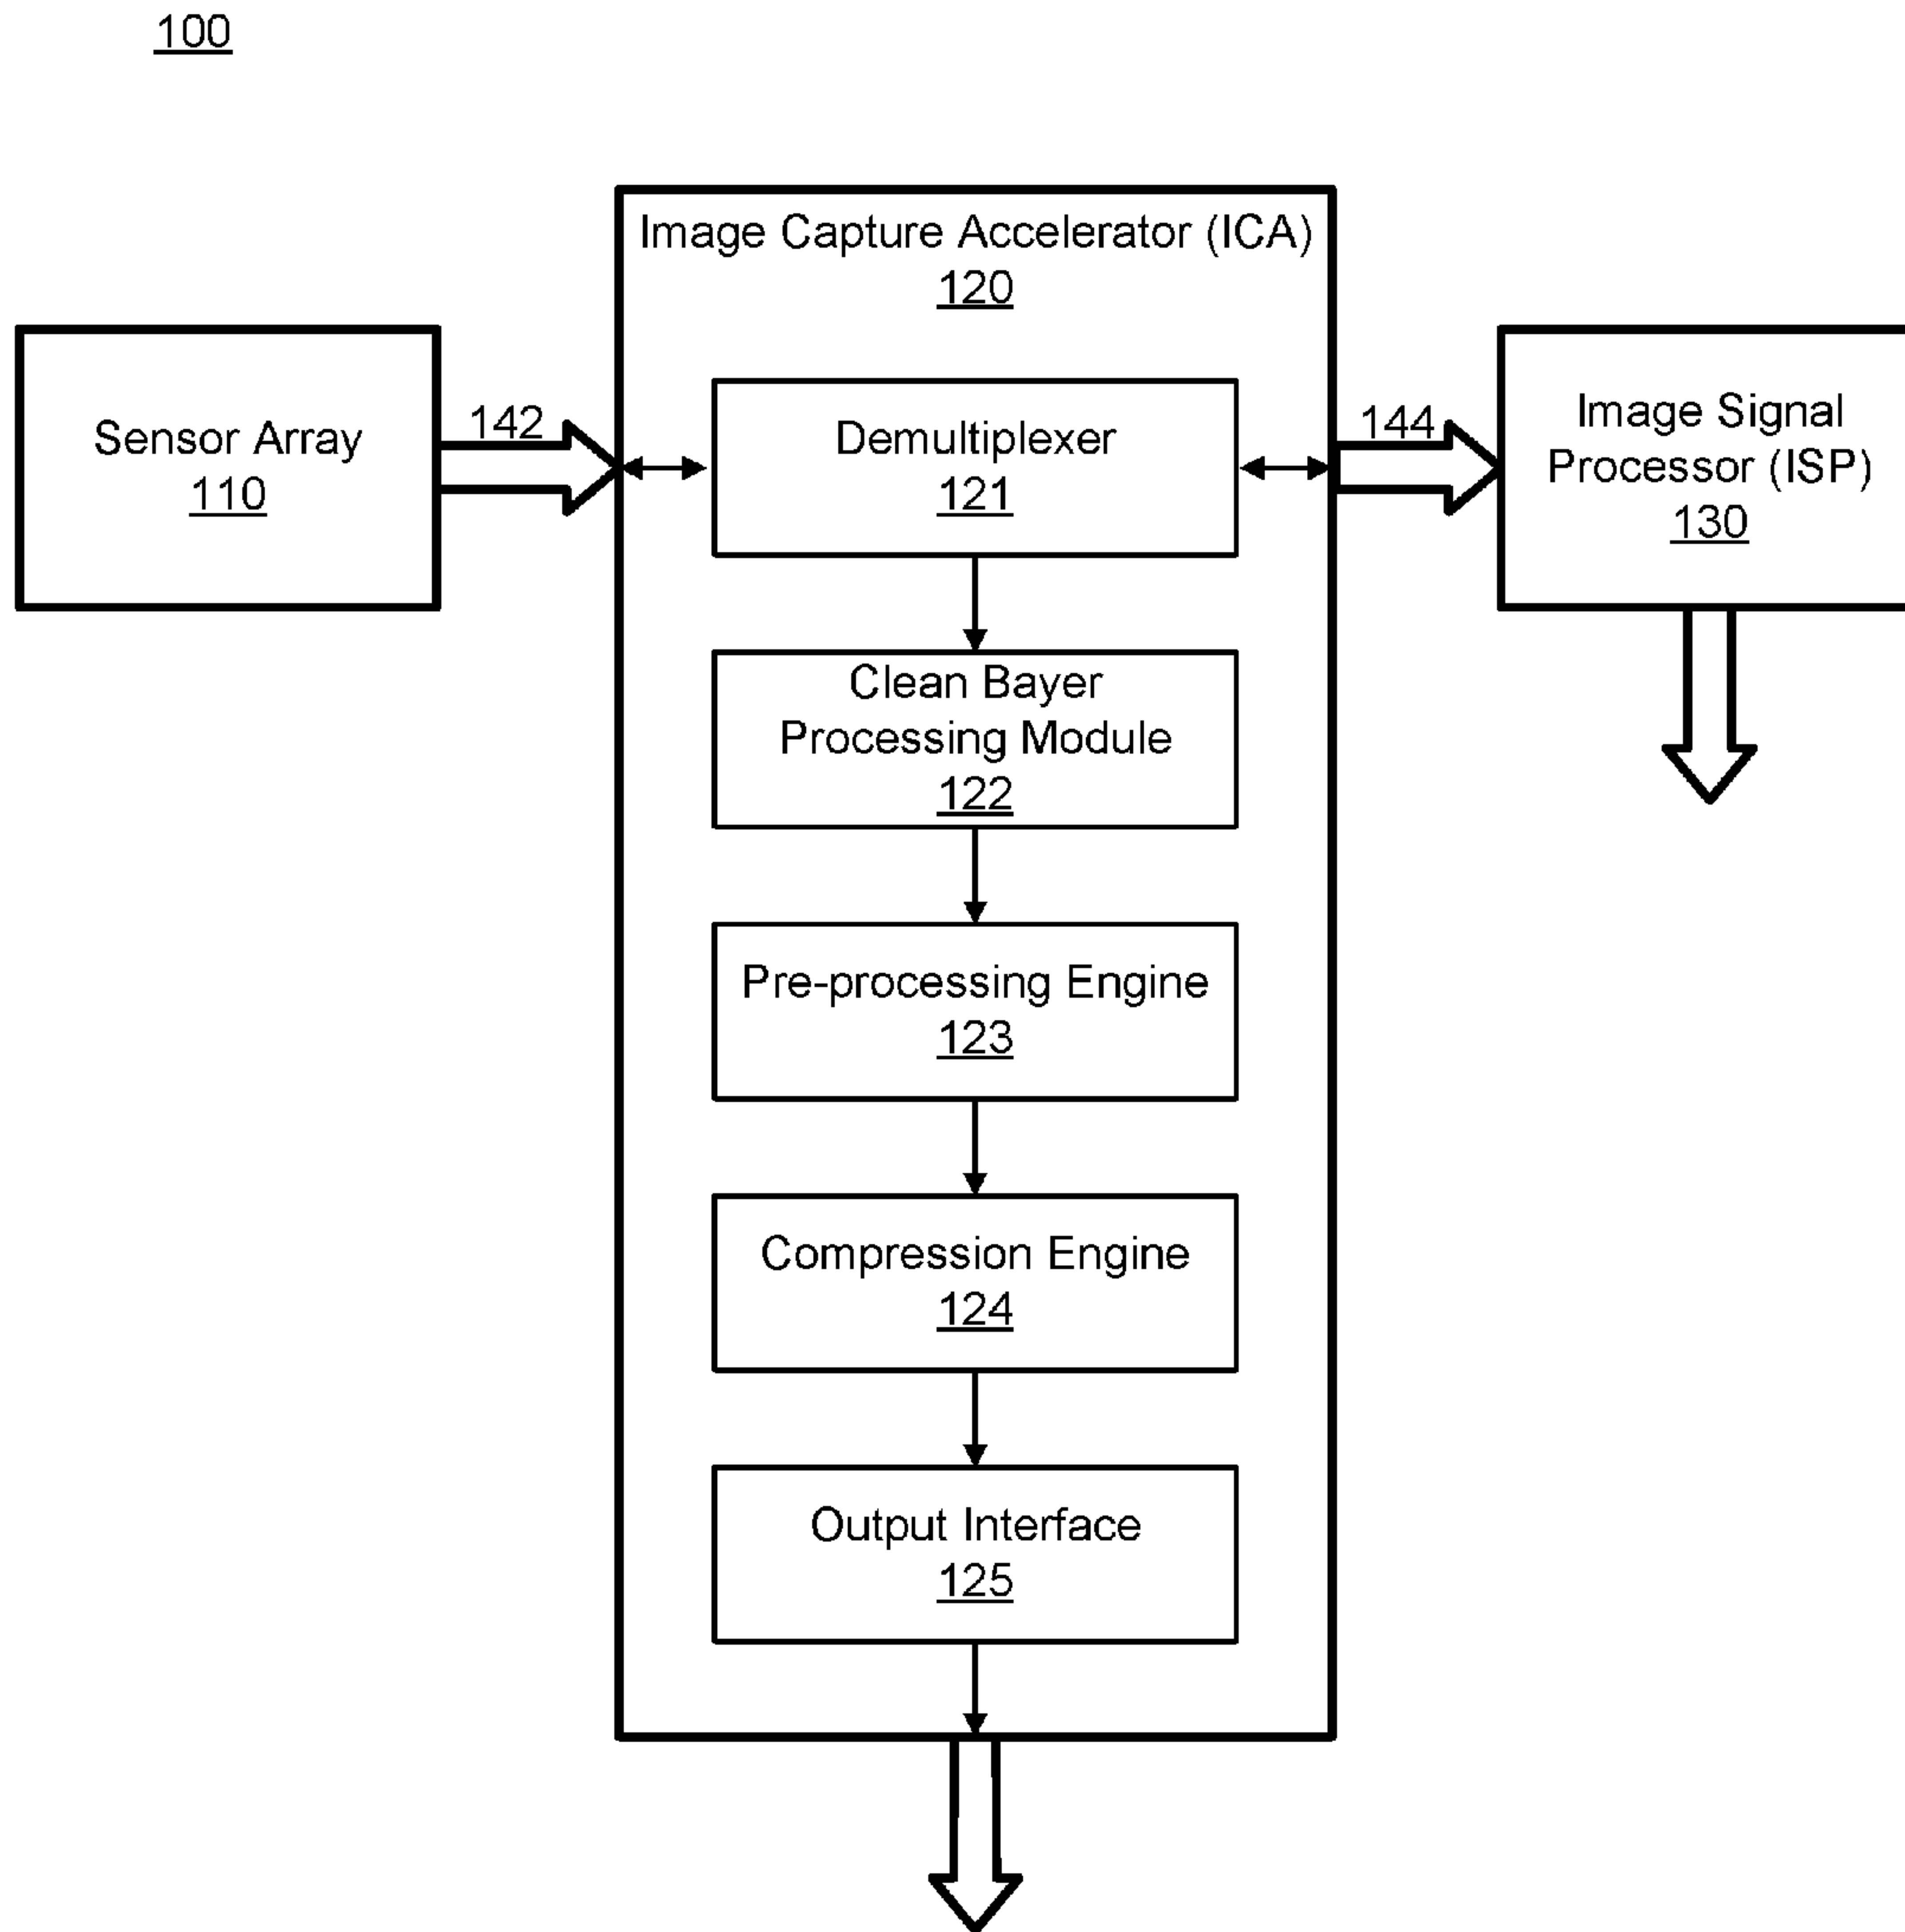 100
Image Capture Accelerator (ICA)
120
Sensor Array
110
142
Demultiplexer
121
144
Image Signal
Processor (ISP)
130
Clean Bayer
Processing Module
122
Pre-processing Engine
123
Compression Engine
124
Output Interface
125